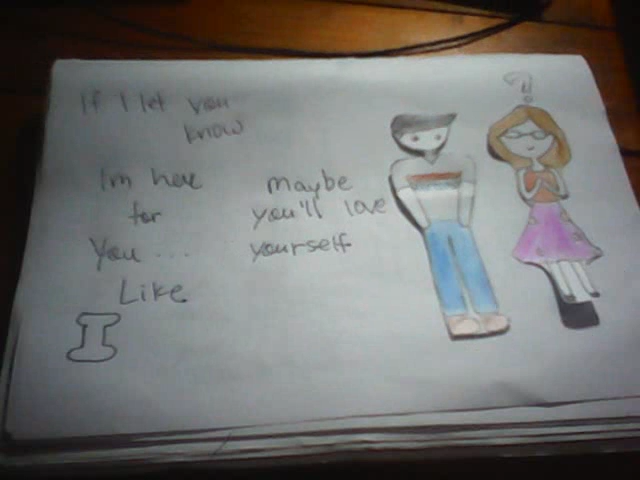 If I let you
know
I'm here
for
you...
Like
I
maybe
you'll love
yourself
?